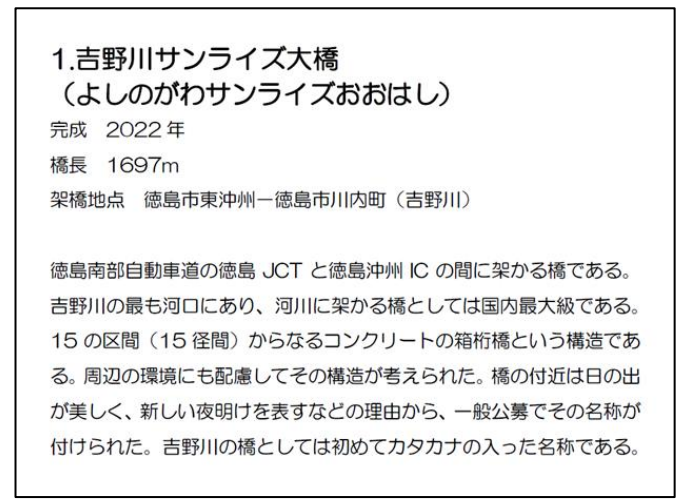 1.吉野川サンライズ大橋
（よしのがわサンライズおおはし）
完成　2022 年
橋長　1697m
架橋地点　徳島市東沖州－徳島市川内町（吉野川）
徳島南部自動車道の徳島 JCT と徳島沖州 IC の間に架かる橋である。
吉野川の最も河口にあり、河川に架かる橋としては国内最大級である。
15 の区間（15 径間）からなるコンクリートの箱桁橋という構造であ
る。周辺の環境にも配慮してその構造が考えられた。橋の付近は日の出
が美しく、新しい夜明けを表すなどの理由から、一般公募でその名称が
付けられた。吉野川の橋としては初めてカタカナの入った名称である。